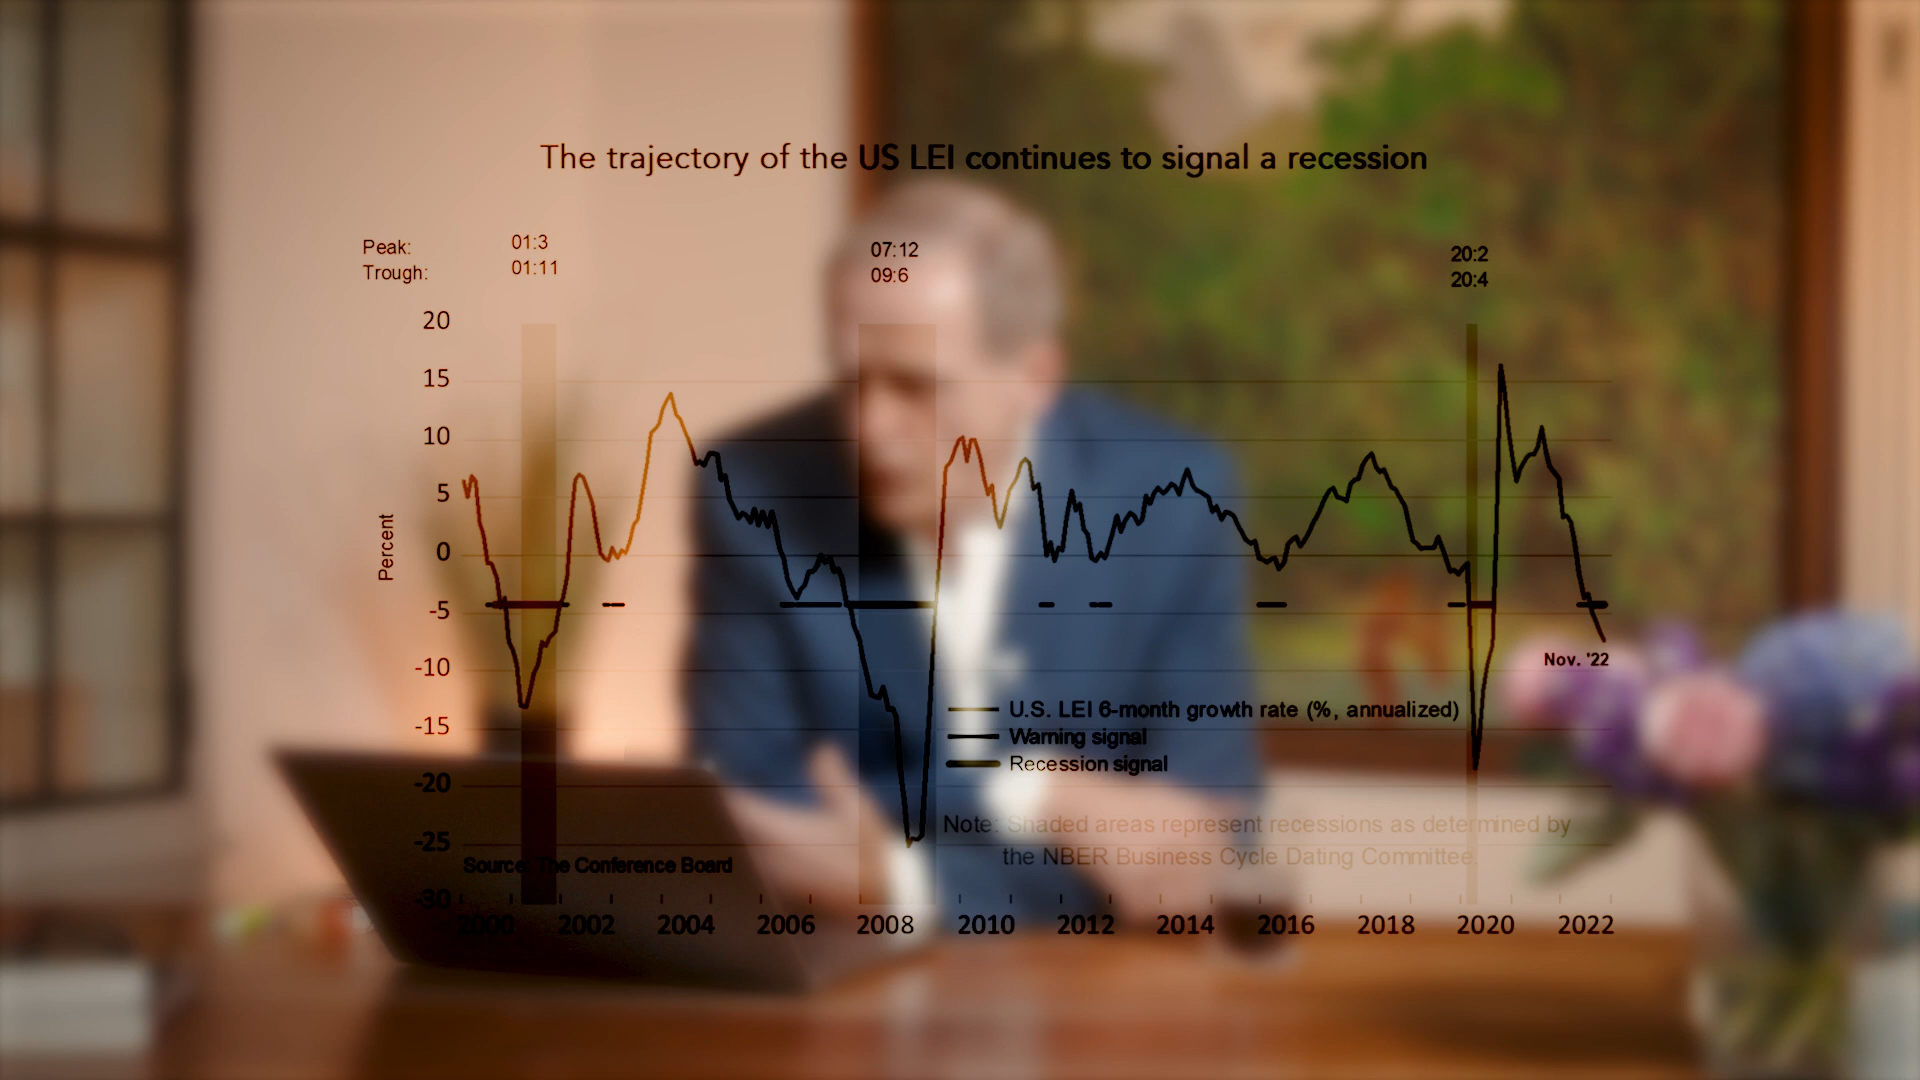 The trajectory of the US LEI continues to signal a recession
Peak: 01:3 07:12 20:2
Trough: 01:11 09:6 20:4
20
15
10
5
0
-5
-10
-15
-20
-25
-30
Percent
Nov. '22
U.S. LEI 6-month growth rate (%, annualized)
Warning signal
Recession signal
Note: Shaded areas represent recessions as determined by
the NBER Business Cycle Dating Committee.
Source: The Conference Board
2000 2002 2004 2006 2008 2010 2012 2014 2016 2018 2020 2022